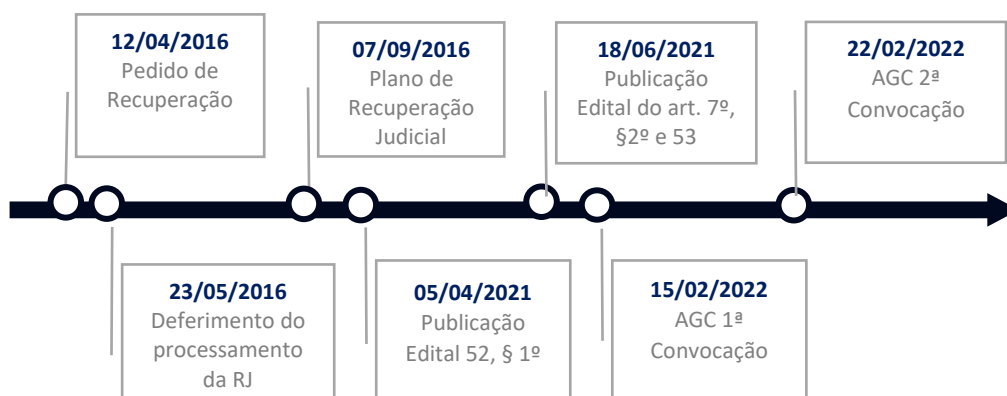 12/04/2016
Pedido de
Recuperação
07/09/2016
Plano de
Recuperação
Judicial
18/06/2021
Publicação
Edital do art. 7º,
§2º e 53
22/02/2022
AGC 2ª
Convocação
23/05/2016
Deferimento do
processamento
da RJ
05/04/2021
Publicação
Edital 52, § 1º
15/02/2022
AGC 1ª
Convocação